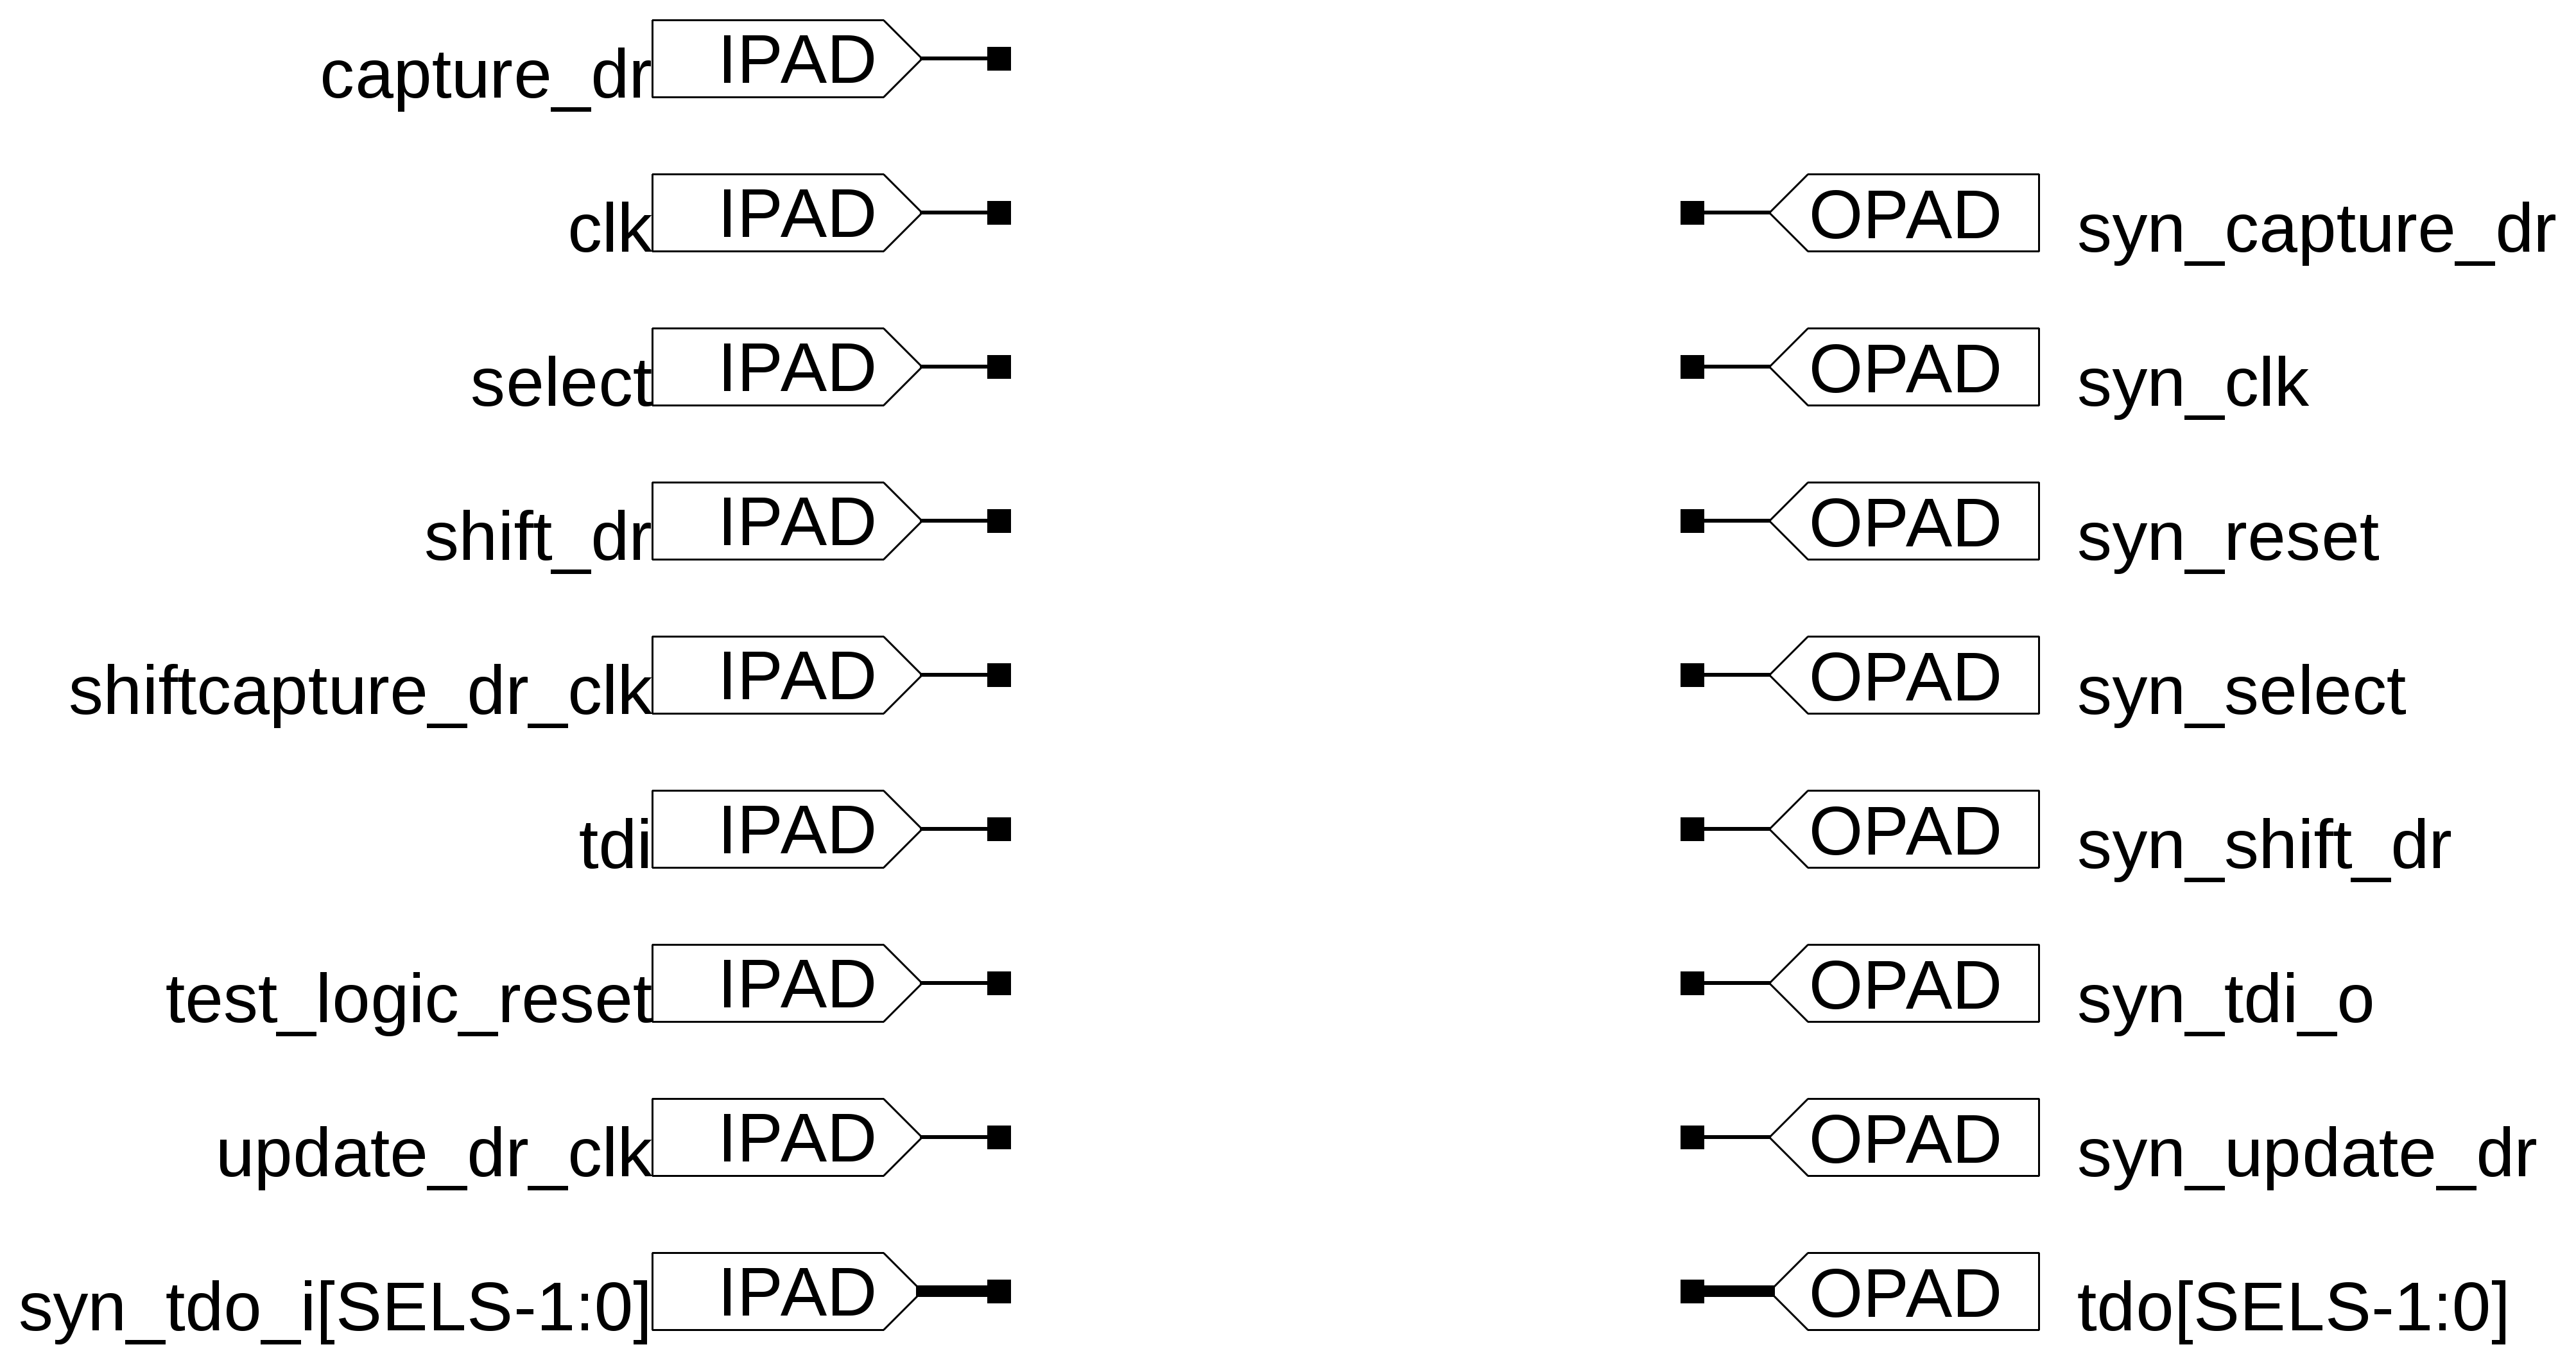 capture_dr IPAD
clk IPAD OPAD syn_capture_dr
select IPAD OPAD syn_clk
shift_dr IPAD OPAD syn_reset
shiftcapture_dr_clk IPAD OPAD syn_select
tdi IPAD OPAD syn_shift_dr
test_logic_reset IPAD OPAD syn_tdi_o
update_dr_clk IPAD OPAD syn_update_dr
syn_tdo_i[SELS-1:0] IPAD OPAD tdo[SELS-1:0]